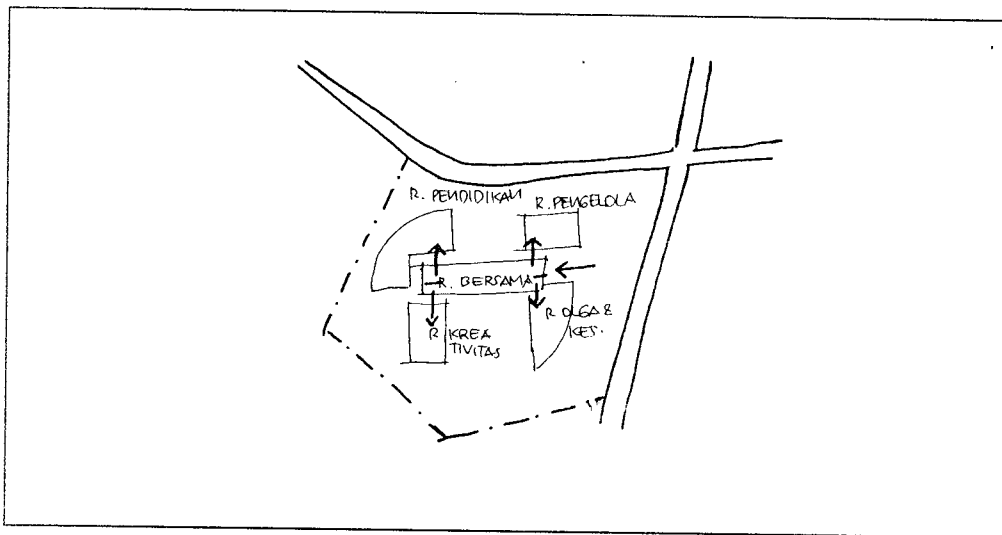 R. PENDIDIKAN
R. PENGELOLA
R. BERSAMA
R OLGA &
KES.
R KREA
TIVITAS